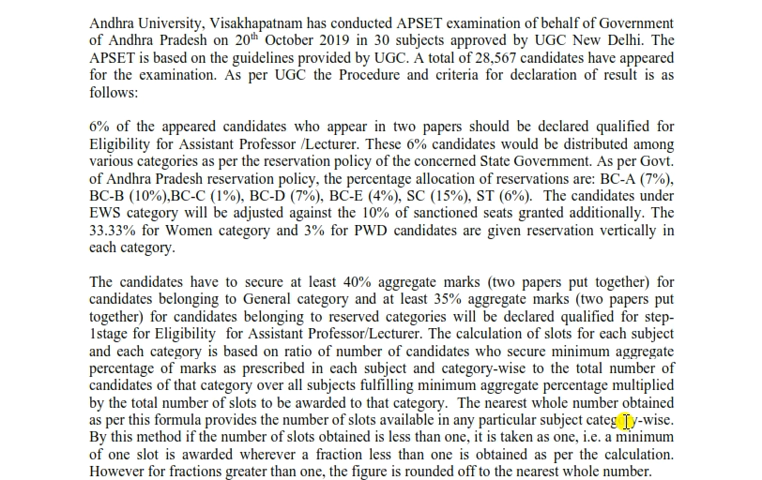 Andhra University, Visakhapatnam has conducted APSET examination of behalf of Government
of Andhra Pradesh on 20th October 2019 in 30 subjects approved by UGC New Delhi. The
APSET is based on the guidelines provided by UGC. A total of 28,567 candidates have appeared
for the examination. As per UGC the Procedure and criteria for declaration of result is as
follows:
6% of the appeared candidates who appear in two papers should be declared qualified for
Eligibility for Assistant Professor /Lecturer. These 6% candidates would be distributed among
various categories as per the reservation policy of the concerned State Government. As per Govt.
of Andhra Pradesh reservation policy, the percentage allocation of reservations are: BC-A (7%),
BC-B (10%),BC-C (1%), BC-D (7%), BC-E (4%), SC (15%), ST (6%). The candidates under
EWS category will be adjusted against the 10% of sanctioned seats granted additionally. The
33.33% for Women category and 3% for PWD candidates are given reservation vertically in
each category.
The candidates have to secure at least 40% aggregate marks (two papers put together) for
candidates belonging to General category and at least 35% aggregate marks (two papers put
together) for candidates belonging to reserved categories will be declared qualified for step-
1stage for Eligibility for Assistant Professor/Lecturer. The calculation of slots for each subject
and each category is based on ratio of number of candidates who secure minimum aggregate
percentage of marks as prescribed in each subject and category-wise to the total number of
candidates of that category over all subjects fulfilling minimum aggregate percentage multiplied
by the total number of slots to be awarded to that category. The nearest whole number obtained
as per this formula provides the number of slots available in any particular subject category-wise.
By this method if the number of slots obtained is less than one, it is taken as one, i.e. a minimum
of one slot is awarded wherever a fraction less than one is obtained as per the calculation.
However for fractions greater than one, the figure is rounded off to the nearest whole number.